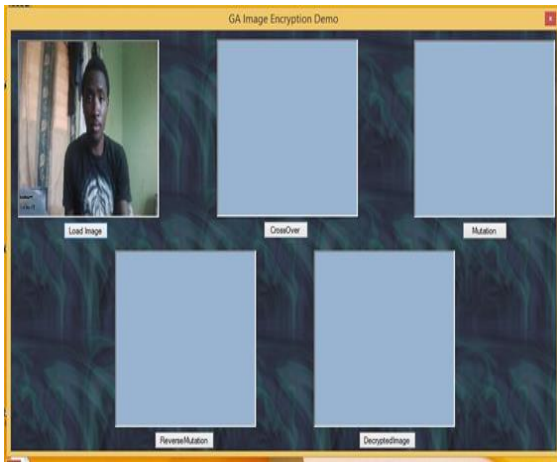 GA Image Encryption Demo
x
Load Image
CrossOver
Mutation
ReverseMutation
DecryptedImage